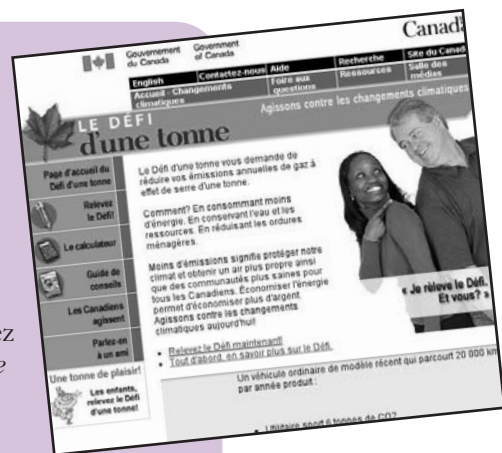 Gouvernement du Canada
Government of Canada
Canada
English
Contactez-nous
Aide
Recherche
Site du Canada
Accueil - Changements climatiques
Foire aux questions
Ressources
Salle des médias
LE DÉFI
d'une tonne
Agissons contre les changements climatiques
Page d'accueil du
Défi d'une tonne
Relevez
le Défi!
Le calculateur
Guide de
conseils
Les Canadiens
agissent
Parlez-en
à un ami
Une tonne de plaisir!
Les enfants,
relevez le Défi
d'une tonne!
Le Défi d'une tonne vous demande de
réduire vos émissions annuelles de gaz à
effet de serre d'une tonne.
Comment? En consommant moins
d'énergie. En conservant l'eau et les
ressources. En réduisant les ordures
ménagères.
Moins d'émissions signifie protéger notre
climat et obtenir un air plus propre ainsi
que des communautés plus saines pour
tous les Canadiens. Économiser l'énergie
permet d'économiser plus d'argent.
Agissons contre les changements
climatiques aujourd'hui!
• Relevez le Défi maintenant!
• Tout d'abord, en savoir plus sur le Défi.
« Je relève le Défi.
Et vous? »
Un véhicule ordinaire de modèle récent qui parcourt 20 000 km
par année produit :
• Utilitaire sport 6 tonnes de CO2
ez
e